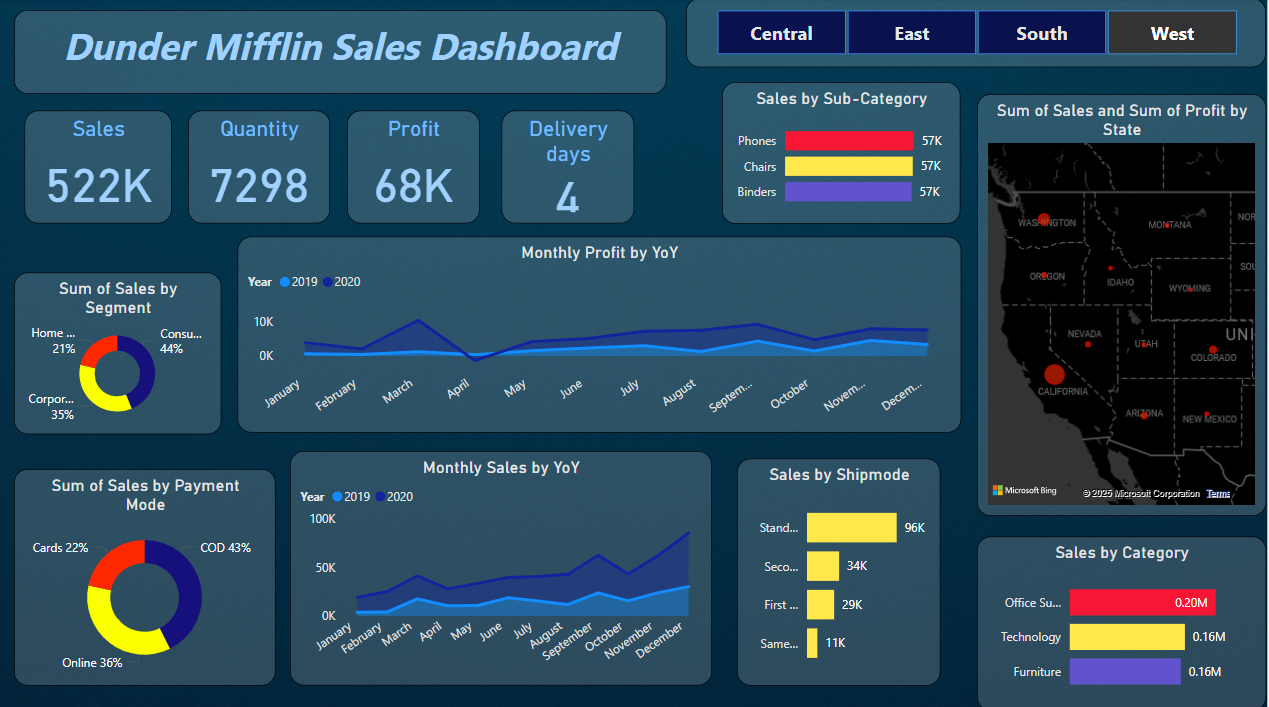 Dunder Mifflin Sales Dashboard
Central
East
South
West
Sales
522K
Quantity
7298
Profit
68K
Delivery
days
4
Sales by Sub-Category
Phones 57K
Chairs 57K
Binders 57K
Sum of Sales and Sum of Profit by
State
WASHINGTON
MONTANA
NOR
OREGON
IDAHO
SOU
WYOMING
NEVADA
UNI
UTAH
COLORADO
CALIFORNIA
ARIZONA
NEW MEXICO
Microsoft Bing
© 2025 Microsoft Corporation Terms
Monthly Profit by YoY
Year 2019 2020
10K
0K
January
February
March
April
May
June
July
August
Septem...
October
Novem...
Decem...
Sum of Sales by
Segment
Home ...
21%
Consu...
44%
Corpor...
35%
Sum of Sales by Payment
Mode
Cards 22%
COD 43%
Online 36%
Monthly Sales by YoY
Year 2019 2020
100K
50K
0K
January
February
March
April
May
June
July
August
September
October
November
December
Sales by Shipmode
Stand... 96K
Seco... 34K
First ... 29K
Same... 11K
Sales by Category
Office Su... 0.20M
Technology 0.16M
Furniture 0.16M